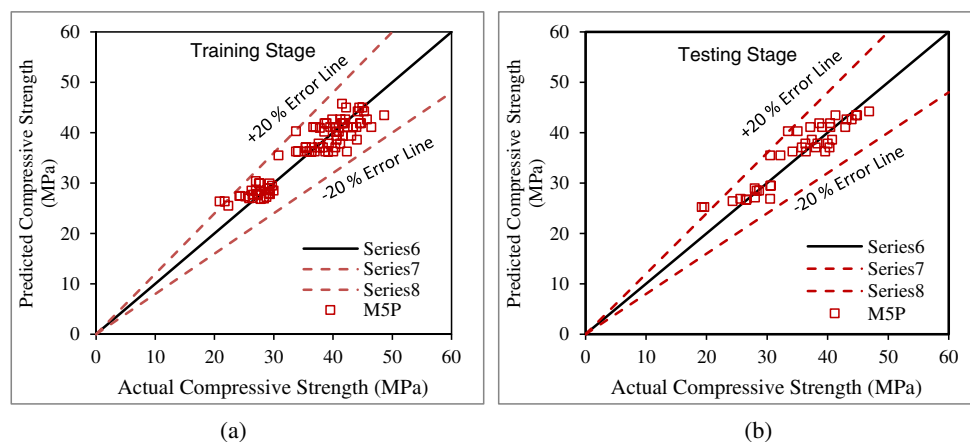 60
50
40
30
20
10
0
0
10
20
30
40
50
60
Predicted Compressive Strength
(MPa)
Actual Compressive Strength (MPa)
Training Stage
+20 % Error Line
-20 % Error Line
Series6
Series7
Series8
M5P
(a)
60
50
40
30
20
10
0
0
10
20
30
40
50
60
Predicted Compressive Strength
(MPa)
Actual Compressive Strength (MPa)
Testing Stage
+20 % Error Line
-20 % Error Line
Series6
Series7
Series8
M5P
(b)